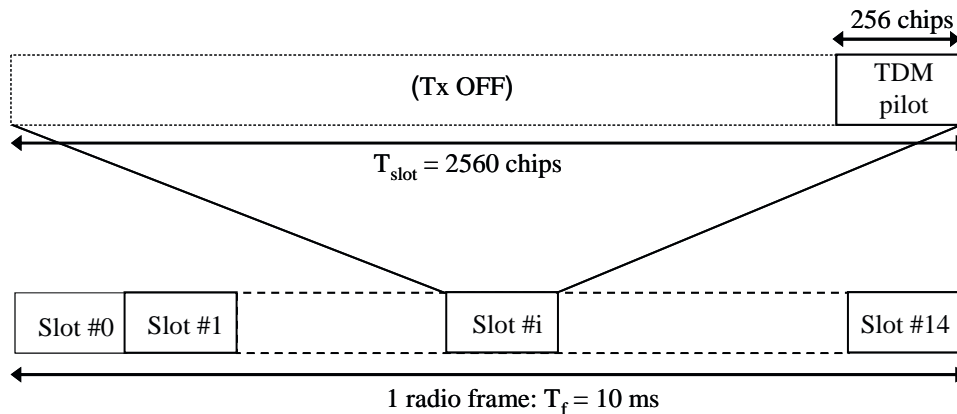 256 chips
(Tx OFF)
TDM
pilot
T_slot = 2560 chips
Slot #0
Slot #1
Slot #i
Slot #14
1 radio frame: T_f = 10 ms